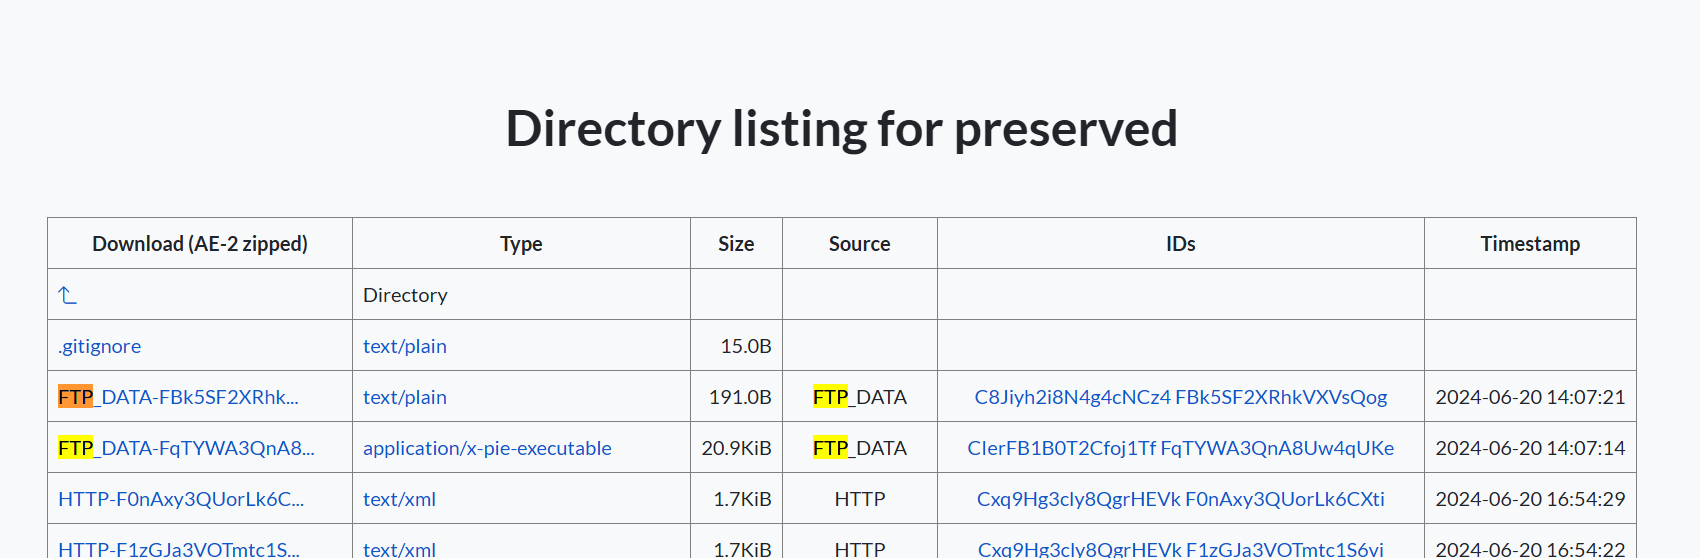 Directory listing for preserved
Download (AE-2 zipped) Type Size Source IDs Timestamp
Directory
.gitignore text/plain 15.0B
FTP_DATA-FBk5SF2XRhk... text/plain 191.0B FTP_DATA C8Jiyh2i8N4g4cNCz4 FBk5SF2XRhkVXVsQog 2024-06-20 14:07:21
FTP_DATA-FqTYWA3QnA8... application/x-pie-executable 20.9KiB FTP_DATA CIerFB1B0T2Cfoj1Tf FqTYWA3QnA8Uw4qUKe 2024-06-20 14:07:14
HTTP-F0nAxy3QUorLk6C... text/xml 1.7KiB HTTP Cxq9Hg3cly8QgrHEVk F0nAxy3QUorLk6CXti 2024-06-20 16:54:29
HTTP-F1zGJa3VOTmtc1S... text/xml 1.7KiB HTTP Cxq9Hg3cly8QgrHEVk F1zGJa3VOTmtc1S6vi 2024-06-20 16:54:22